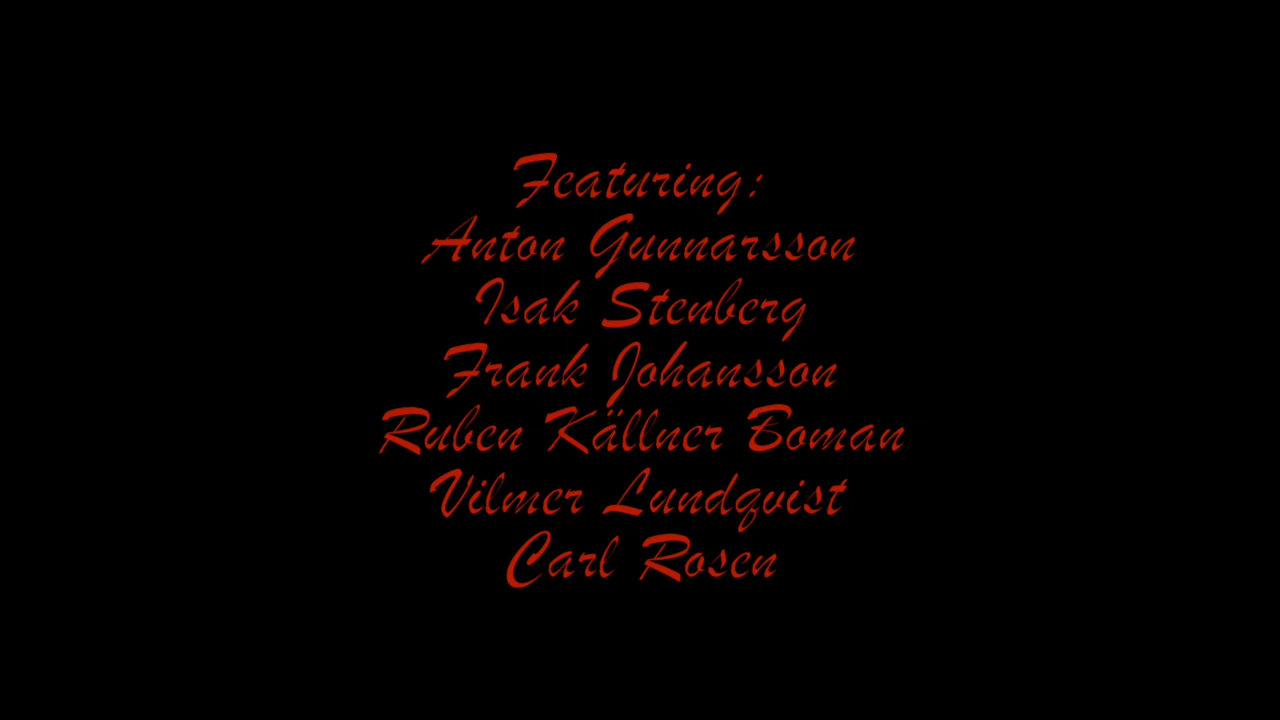 Featuring:
Anton Gunnarsson
Isak Stenberg
Frank Johansson
Ruben Källner Boman
Vilmer Lundqvist
Carl Rosen